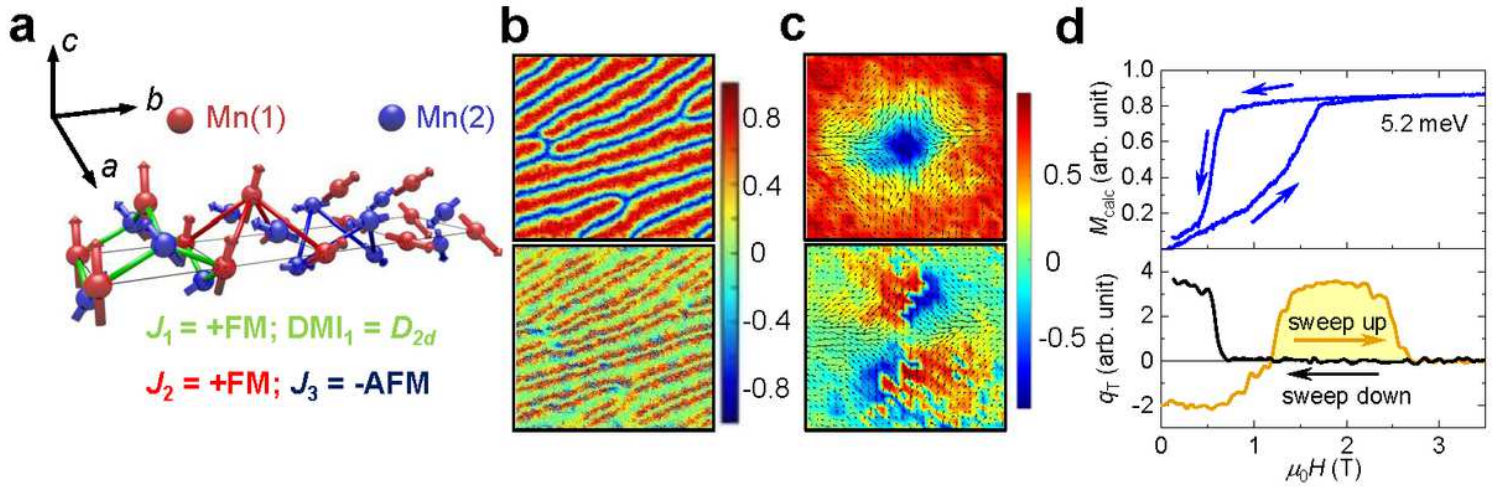 a
c
b
a
Mn(1)
Mn(2)
J₁ = +FM; DMI₁ = D₂d
J₂ = +FM; J₃ = -AFM
b
0.8
0.4
0
-0.4
-0.8
c
0.5
0
-0.5
d
1.0
0.8
0.6
0.4
0.2
M_calc (arb. unit)
5.2 meV
4
2
0
-2
q_T (arb. unit)
sweep up
sweep down
0
1
2
3
μ₀H (T)